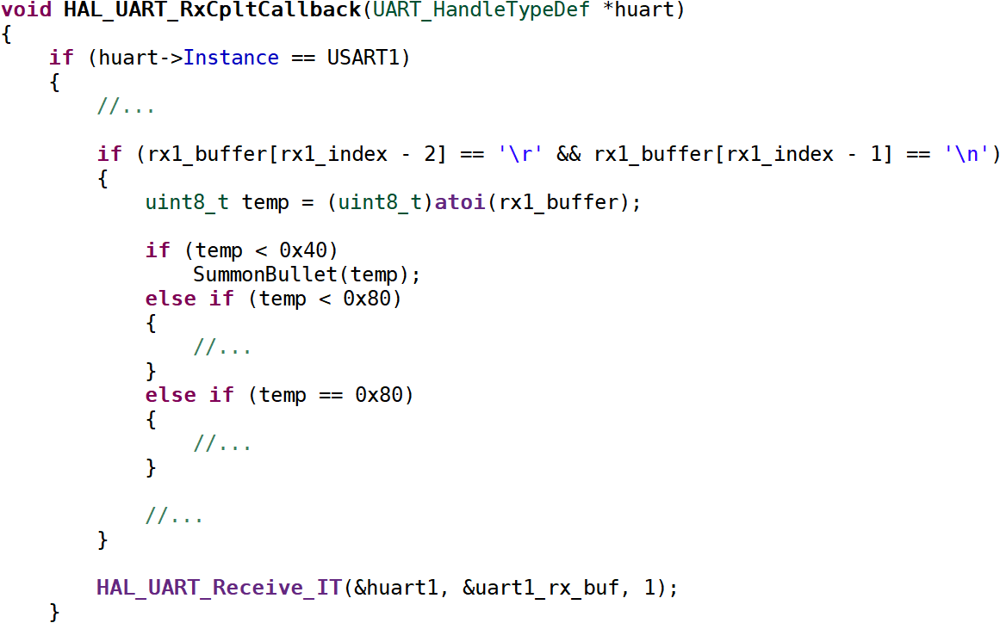 void HAL_UART_RxCpltCallback(UART_HandleTypeDef *huart)
{
    if (huart->Instance == USART1)
    {
        //...

        if (rx1_buffer[rx1_index - 2] == '\r' && rx1_buffer[rx1_index - 1] == '\n')
        {
            uint8_t temp = (uint8_t)atoi(rx1_buffer);

            if (temp < 0x40)
                SummonBullet(temp);
            else if (temp < 0x80)
            {
                //...
            }
            else if (temp == 0x80)
            {
                //...
            }

            //...
        }

        HAL_UART_Receive_IT(&huart1, &uart1_rx_buf, 1);
    }